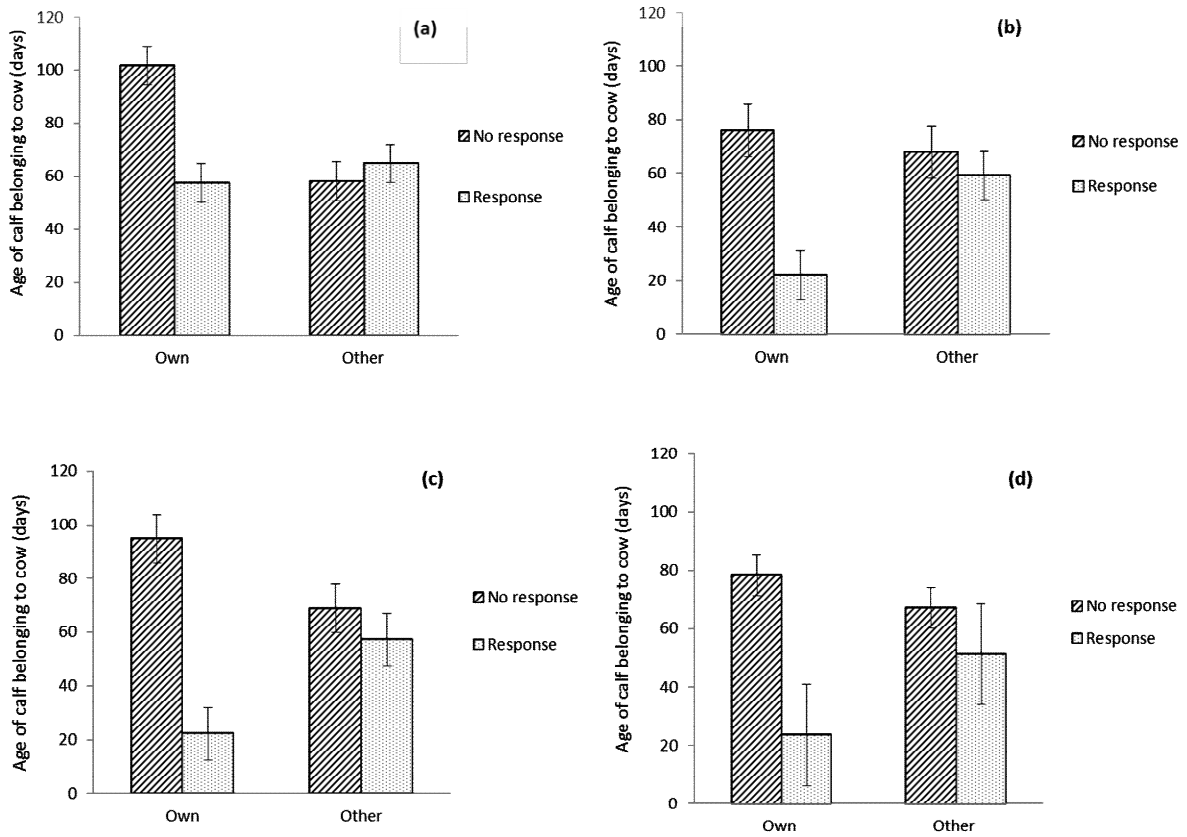 (a)
Age of calf belonging to cow (days)
120
100
80
60
40
20
0
Own
Other
No response
Response
(b)
Age of calf belonging to cow (days)
120
100
80
60
40
20
0
Own
Other
No response
Response
(c)
Age of calf belonging to cow (days)
120
100
80
60
40
20
0
Own
Other
No response
Response
(d)
Age of calf belonging to cow (days)
120
100
80
60
40
20
0
Own
Other
No response
Response